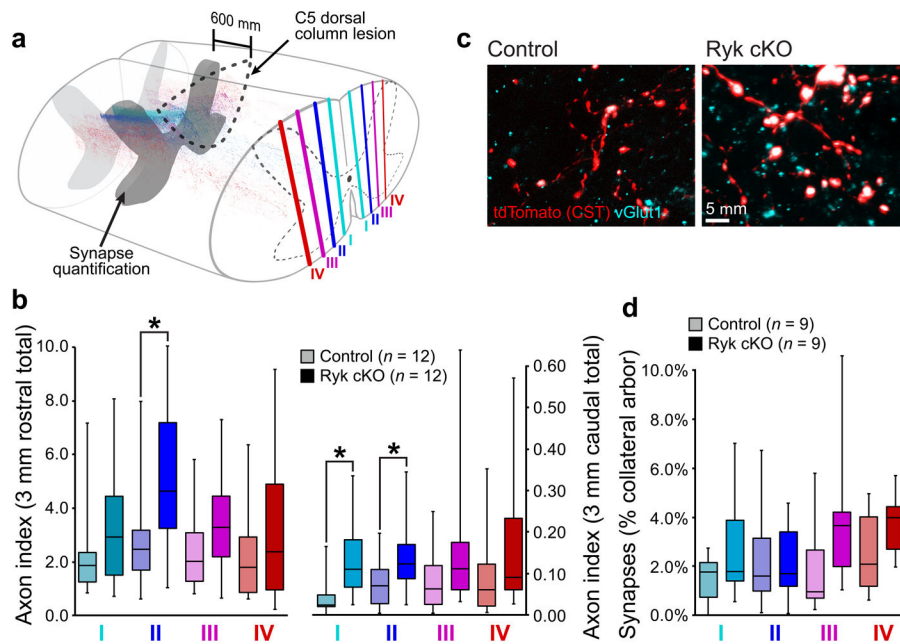 a
600 mm
C5 dorsal
column lesion
Synapse
quantification
IV
III
II
I
I
II
III
IV
c
Control
Ryk cKO
tdTomato (CST) vGlut1
5 mm
b
Axon index (3 mm rostral total)
10.0
8.0
6.0
4.0
2.0
0.0
*
I
II
III
IV
Control (n = 12)
Ryk cKO (n = 12)
*
*
0.60
0.50
0.40
0.30
0.20
0.10
0.00
Axon index (3 mm caudal total)
I
II
III
IV
d
Control (n = 9)
Ryk cKO (n = 9)
Synapses (% collateral arbor)
10.0%
8.0%
6.0%
4.0%
2.0%
0.0%
I
II
III
IV